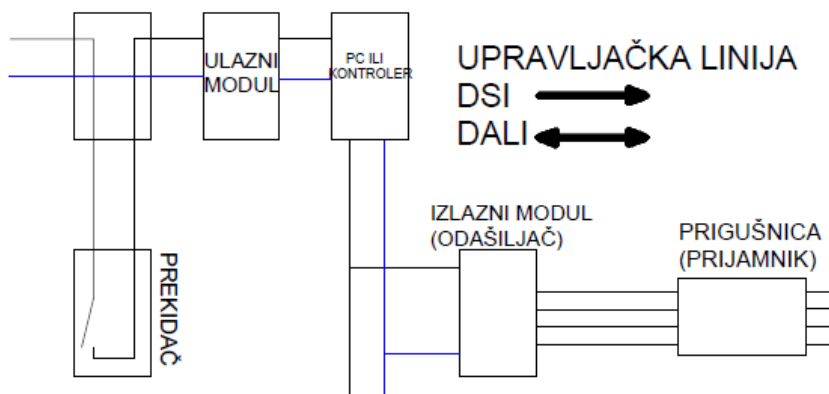 ULAZNI
MODUL
PC ILI
KONTROLER
UPRAVLJAČKA LINIJA
DSI
DALI
IZLAZNI MODUL
(ODAŠILJAČ)
PRIGUŠNICA
(PRIJAMNIK)
PREKIDAČ